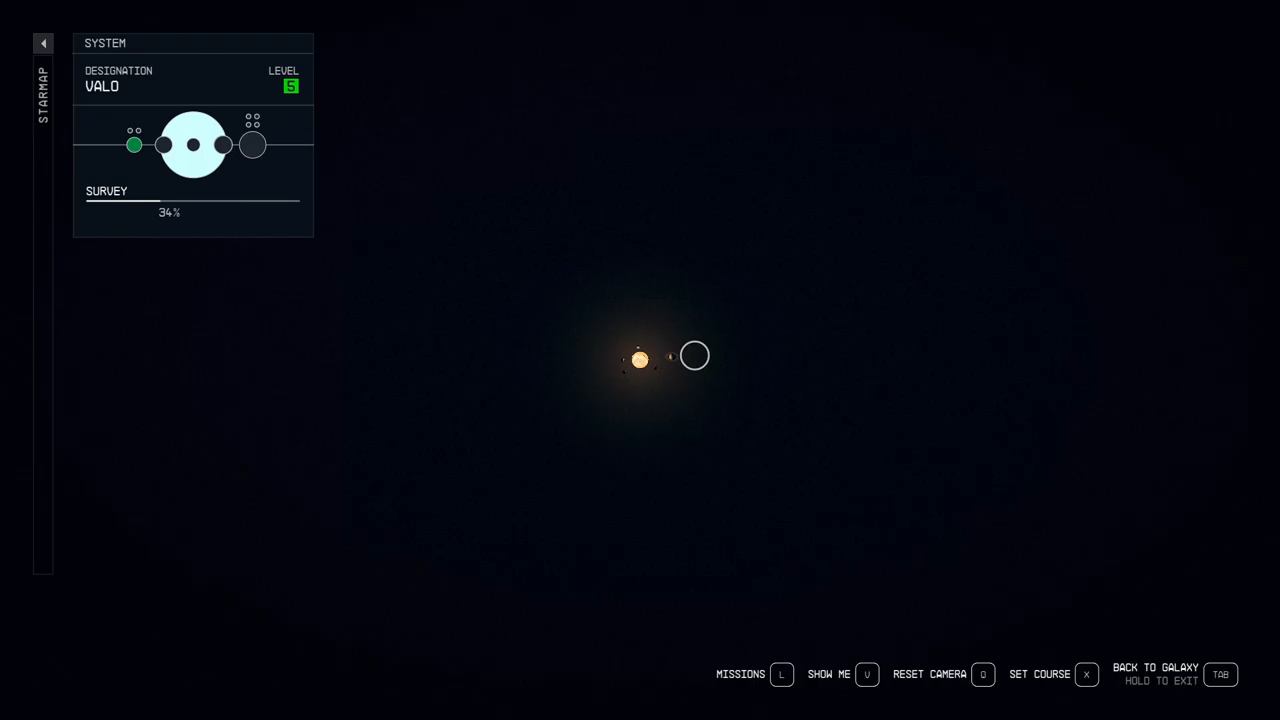 SYSTEM
DESIGNATION
LEVEL
VALO
5
SURVEY
34%
STARMAP
MISSIONS L
SHOW ME V
RESET CAMERA Q
SET COURSE X
BACK TO GALAXY
HOLD TO EXIT
TAB